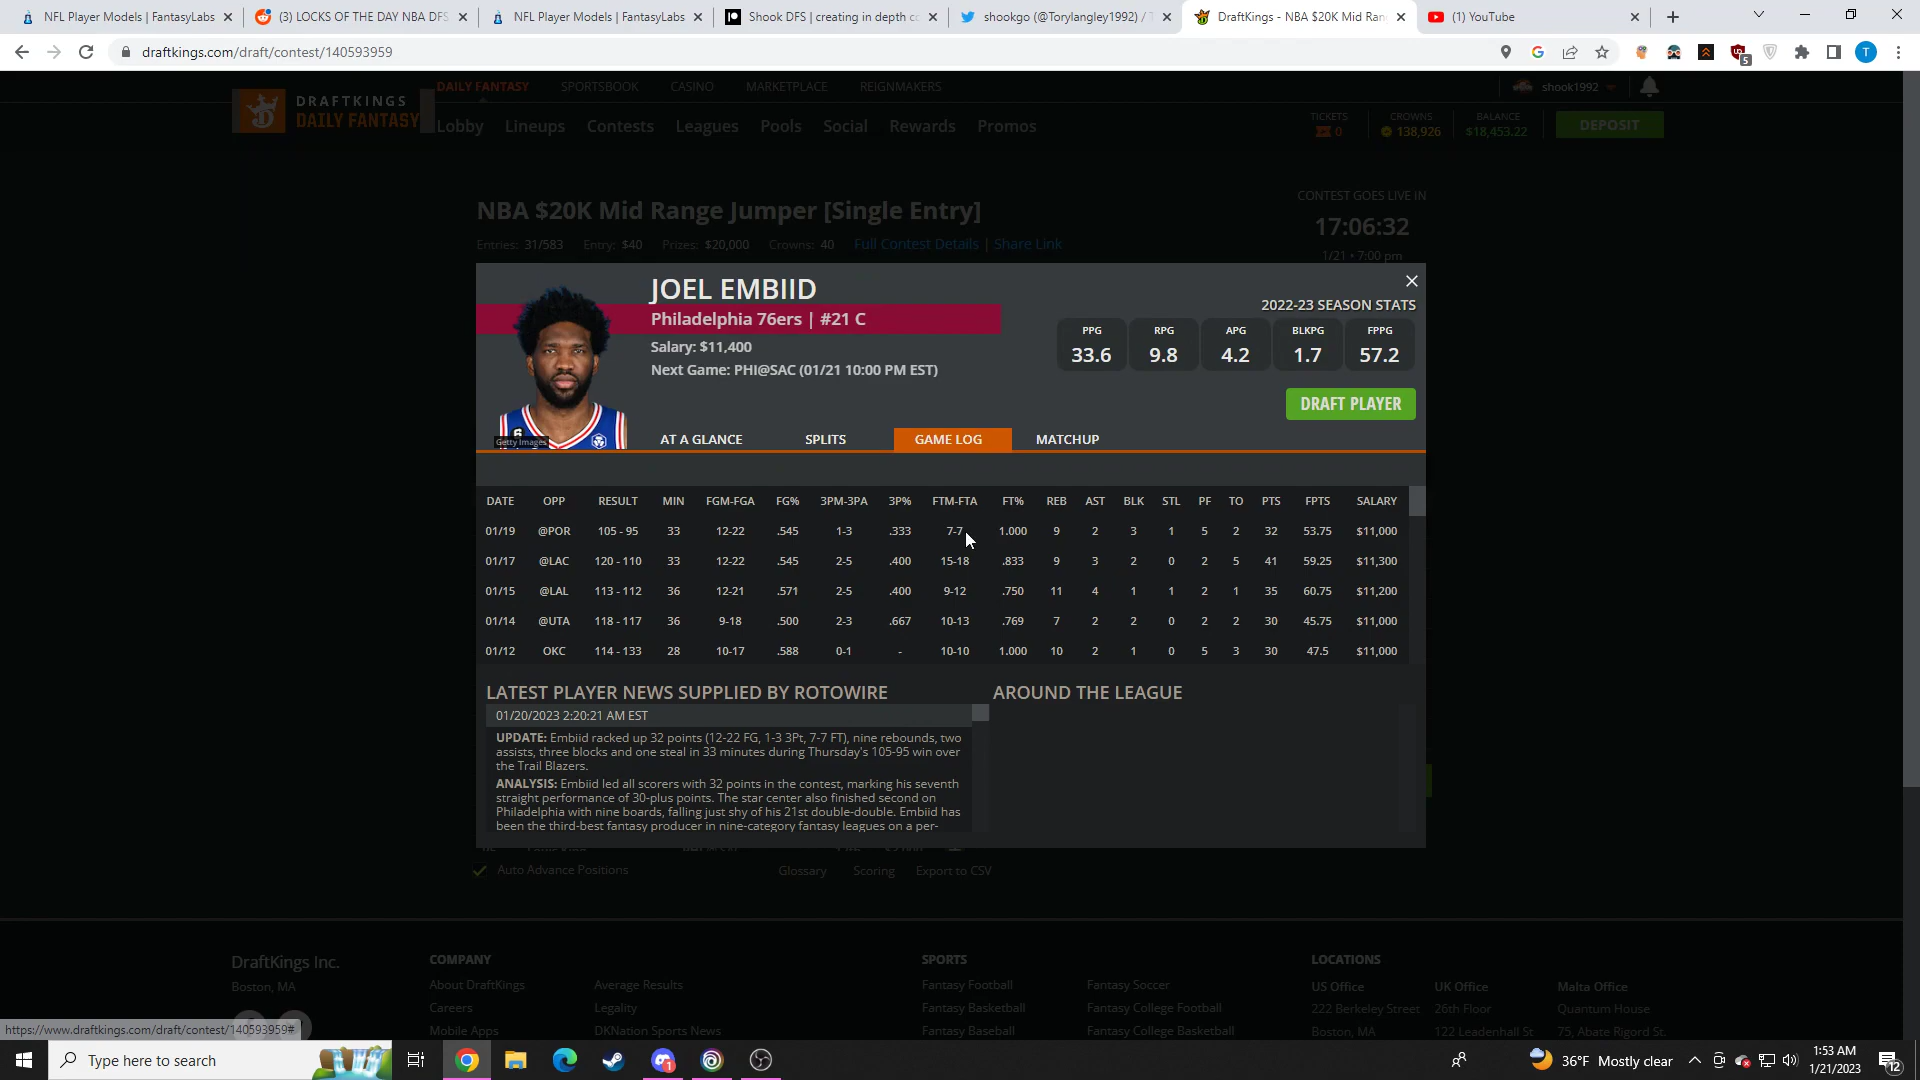 NFL Player Models | FantasyLabs
(3) LOCKS OF THE DAY NBA DFS
NFL Player Models | FantasyLabs
Shook DFS | creating in depth co
shookgo (@Torylangley1992) / T
DraftKings - NBA $20K Mid Ran
(1) YouTube
draftkings.com/draft/contest/140593959
5
T
DRAFTKINGS
DAILY FANTASY
DAILY FANTASY
SPORTSBOOK
CASINO
MARKETPLACE
REIGNMAKERS
shook1992
Lobby
Lineups
Contests
Leagues
Pools
Social
Rewards
Promos
TICKETS
0
CROWNS
138,926
BALANCE
$18,453.22
DEPOSIT
NBA $20K Mid Range Jumper [Single Entry]
Entries: 31/583 Entry: $40 Prizes: $20,000 Crowns: 40 Full Contest Details | Share Link
CONTEST GOES LIVE IN
17:06:32
1/21 • 7:00 pm
JOEL EMBIID
Philadelphia 76ers | #21 C
Salary: $11,400
Next Game: PHI@SAC (01/21 10:00 PM EST)
Getty Images
2022-23 SEASON STATS
PPG RPG APG BLKPG FPPG
33.6 9.8 4.2 1.7 57.2
DRAFT PLAYER
AT A GLANCE SPLITS GAME LOG MATCHUP
DATE OPP RESULT MIN FGM-FGA FG% 3PM-3PA 3P% FTM-FTA FT% REB AST BLK STL PF TO PTS FPTS SALARY
01/19 @POR 105 - 95 33 12-22 .545 1-3 .333 7-7 1.000 9 2 3 1 5 2 32 53.75 $11,000
01/17 @LAC 120 - 110 33 12-22 .545 2-5 .400 15-18 .833 9 3 2 0 2 5 41 59.25 $11,300
01/15 @LAL 113 - 112 36 12-21 .571 2-5 .400 9-12 .750 11 4 1 1 2 1 35 60.75 $11,200
01/14 @UTA 118 - 117 36 9-18 .500 2-3 .667 10-13 .769 7 2 2 0 2 2 30 45.75 $11,000
01/12 OKC 114 - 133 28 10-17 .588 0-1 - 10-10 1.000 10 2 1 0 5 3 30 47.5 $11,000
LATEST PLAYER NEWS SUPPLIED BY ROTOWIRE
01/20/2023 2:20:21 AM EST
UPDATE: Embiid racked up 32 points (12-22 FG, 1-3 3Pt, 7-7 FT), nine rebounds, two
assists, three blocks and one steal in 33 minutes during Thursday's 105-95 win over
the Trail Blazers.
ANALYSIS: Embiid led all scorers with 32 points in the contest, marking his seventh
straight performance of 30-plus points. The star center also finished second on
Philadelphia with nine boards, falling just shy of his 21st double-double. Embiid has
been the third-best fantasy producer in nine-category fantasy leagues on a per-
AROUND THE LEAGUE
Auto Advance Positions
Glossary
Scoring
Export to CSV
DraftKings Inc.
Boston, MA
COMPANY
About DraftKings
Average Results
Careers
Legality
Mobile Apps
DKNation Sports News
SPORTS
Fantasy Football
Fantasy Soccer
Fantasy Basketball
Fantasy College Football
Fantasy Baseball
Fantasy College Basketball
LOCATIONS
US Office
UK Office
Malta Office
222 Berkeley Street
26th Floor
Quantum House
Boston, MA
122 Leadenhall St
75, Abate Rigord St.
https://www.draftkings.com/draft/contest/140593959#
Type here to search
1
36°F Mostly clear
1:53 AM
1/21/2023
12